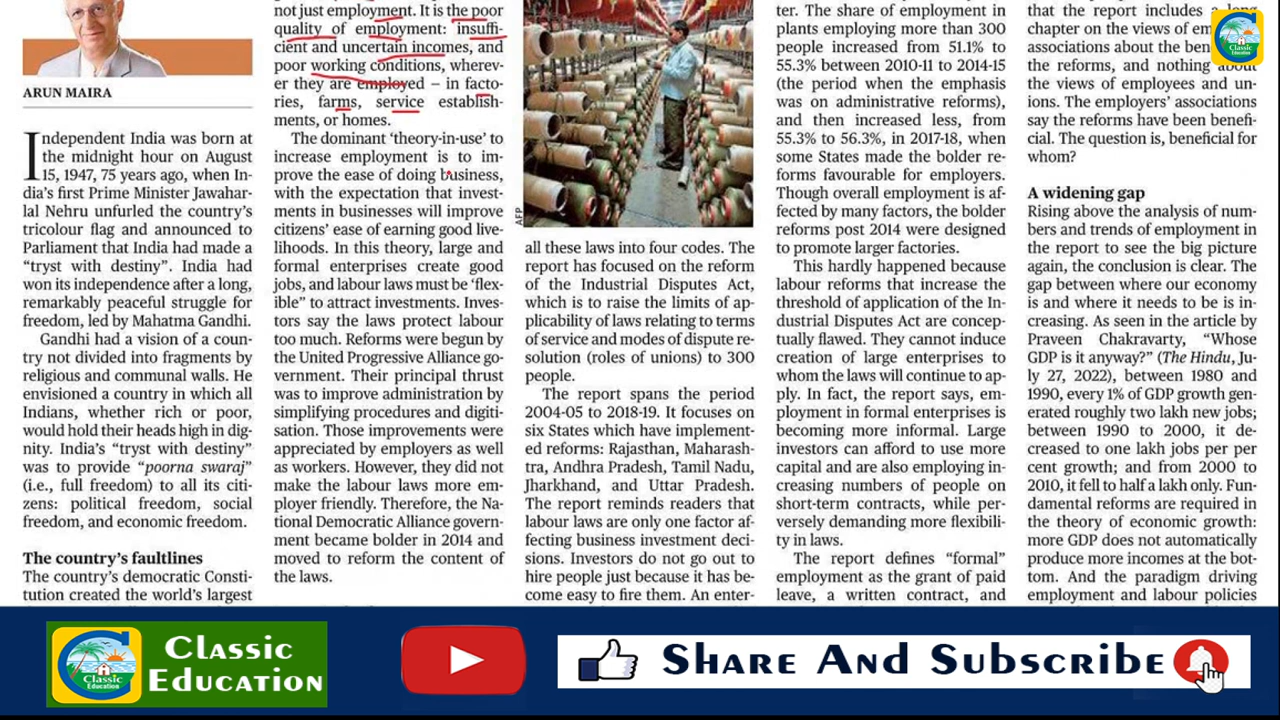 ARUN MAIRA
Independent India was born at
the midnight hour on August
15, 1947, 75 years ago, when In-
dia’s first Prime Minister Jawahar-
lal Nehru unfurled the country’s
tricolour flag and announced to
Parliament that India had made a
“tryst with destiny”. India had
won its independence after a long,
remarkably peaceful struggle for
freedom, led by Mahatma Gandhi.
Gandhi had a vision of a coun-
try not divided into fragments by
religious and communal walls. He
envisioned a country in which all
Indians, whether rich or poor,
would hold their heads high in dig-
nity. India’s “tryst with destiny”
was to provide “poorna swaraj”
(i.e., full freedom) to all its citi-
zens: political freedom, social
freedom, and economic freedom.
The country’s faultlines
The country’s democratic Consti-
tution created the world’s largest
not just employment. It is the poor
quality of employment: insuffi-
cient and uncertain incomes, and
poor working conditions, wherev-
er they are employed – in facto-
ries, farms, service establish-
ments, or homes.
The dominant ‘theory-in-use’ to
increase employment is to im-
prove the ease of doing business,
with the expectation that invest-
ments in businesses will improve
citizens’ ease of earning good live-
lihoods. In this theory, large and
formal enterprises create good
jobs, and labour laws must be ‘flex-
ible” to attract investments. Inves-
tors say the laws protect labour
too much. Reforms were begun by
the United Progressive Alliance go-
vernment. Their principal thrust
was to improve administration by
simplifying procedures and digiti-
sation. Those improvements were
appreciated by employers as well
as workers. However, they did not
make the labour laws more em-
ployer friendly. Therefore, the Na-
tional Democratic Alliance govern-
ment became bolder in 2014 and
moved to reform the content of
the laws.
AFP
all these laws into four codes. The
report has focused on the reform
of the Industrial Disputes Act,
which is to raise the limits of ap-
plicability of laws relating to terms
of service and modes of dispute re-
solution (roles of unions) to 300
people.
The report spans the period
2004-05 to 2018-19. It focuses on
six States which have implement-
ed reforms: Rajasthan, Maharash-
tra, Andhra Pradesh, Tamil Nadu,
Jharkhand, and Uttar Pradesh.
The report reminds readers that
labour laws are only one factor af-
fecting business investment deci-
sions. Investors do not go out to
hire people just because it has be-
come easy to fire them. An enter-
ter. The share of employment in
plants employing more than 300
people increased from 51.1% to
55.3% between 2010-11 to 2014-15
(the period when the emphasis
was on administrative reforms),
and then increased less, from
55.3% to 56.3%, in 2017-18, when
some States made the bolder re-
forms favourable for employers.
Though overall employment is af-
fected by many factors, the bolder
reforms post 2014 were designed
to promote larger factories.
This hardly happened because
labour reforms that increase the
threshold of application of the In-
dustrial Disputes Act are concep-
tually flawed. They cannot induce
creation of large enterprises to
whom the laws will continue to ap-
ply. In fact, the report says, em-
ployment in formal enterprises is
becoming more informal. Large
investors can afford to use more
capital and are also employing in-
creasing numbers of people on
short-term contracts, while per-
versely demanding more flexibili-
ty in laws.
The report defines “formal”
employment as the grant of paid
leave, a written contract, and
that the report includes a long
chapter on the views of
associations about the
the reforms, and nothing about
the views of employees and un-
ions. The employers’ associations
say the reforms have been benefi-
cial. The question is, beneficial for
whom?
A widening gap
Rising above the analysis of num-
bers and trends of employment in
the report to see the big picture
again, the conclusion is clear. The
gap between where our economy
is and where it needs to be is in-
creasing. As seen in the article by
Praveen Chakravarty, “Whose
GDP is it anyway?” (The Hindu, Ju-
ly 27, 2022), between 1980 and
1990, every 1% of GDP growth gen-
erated roughly two lakh new jobs;
between 1990 to 2000, it de-
creased to one lakh jobs per per
cent growth; and from 2000 to
2010, it fell to half a lakh only. Fun-
damental reforms are required in
the theory of economic growth:
more GDP does not automatically
produce more incomes at the bot-
tom. And the paradigm driving
employment and labour policies
Classic
Education
Classic
Education
Classic
Education
Share And Subscribe